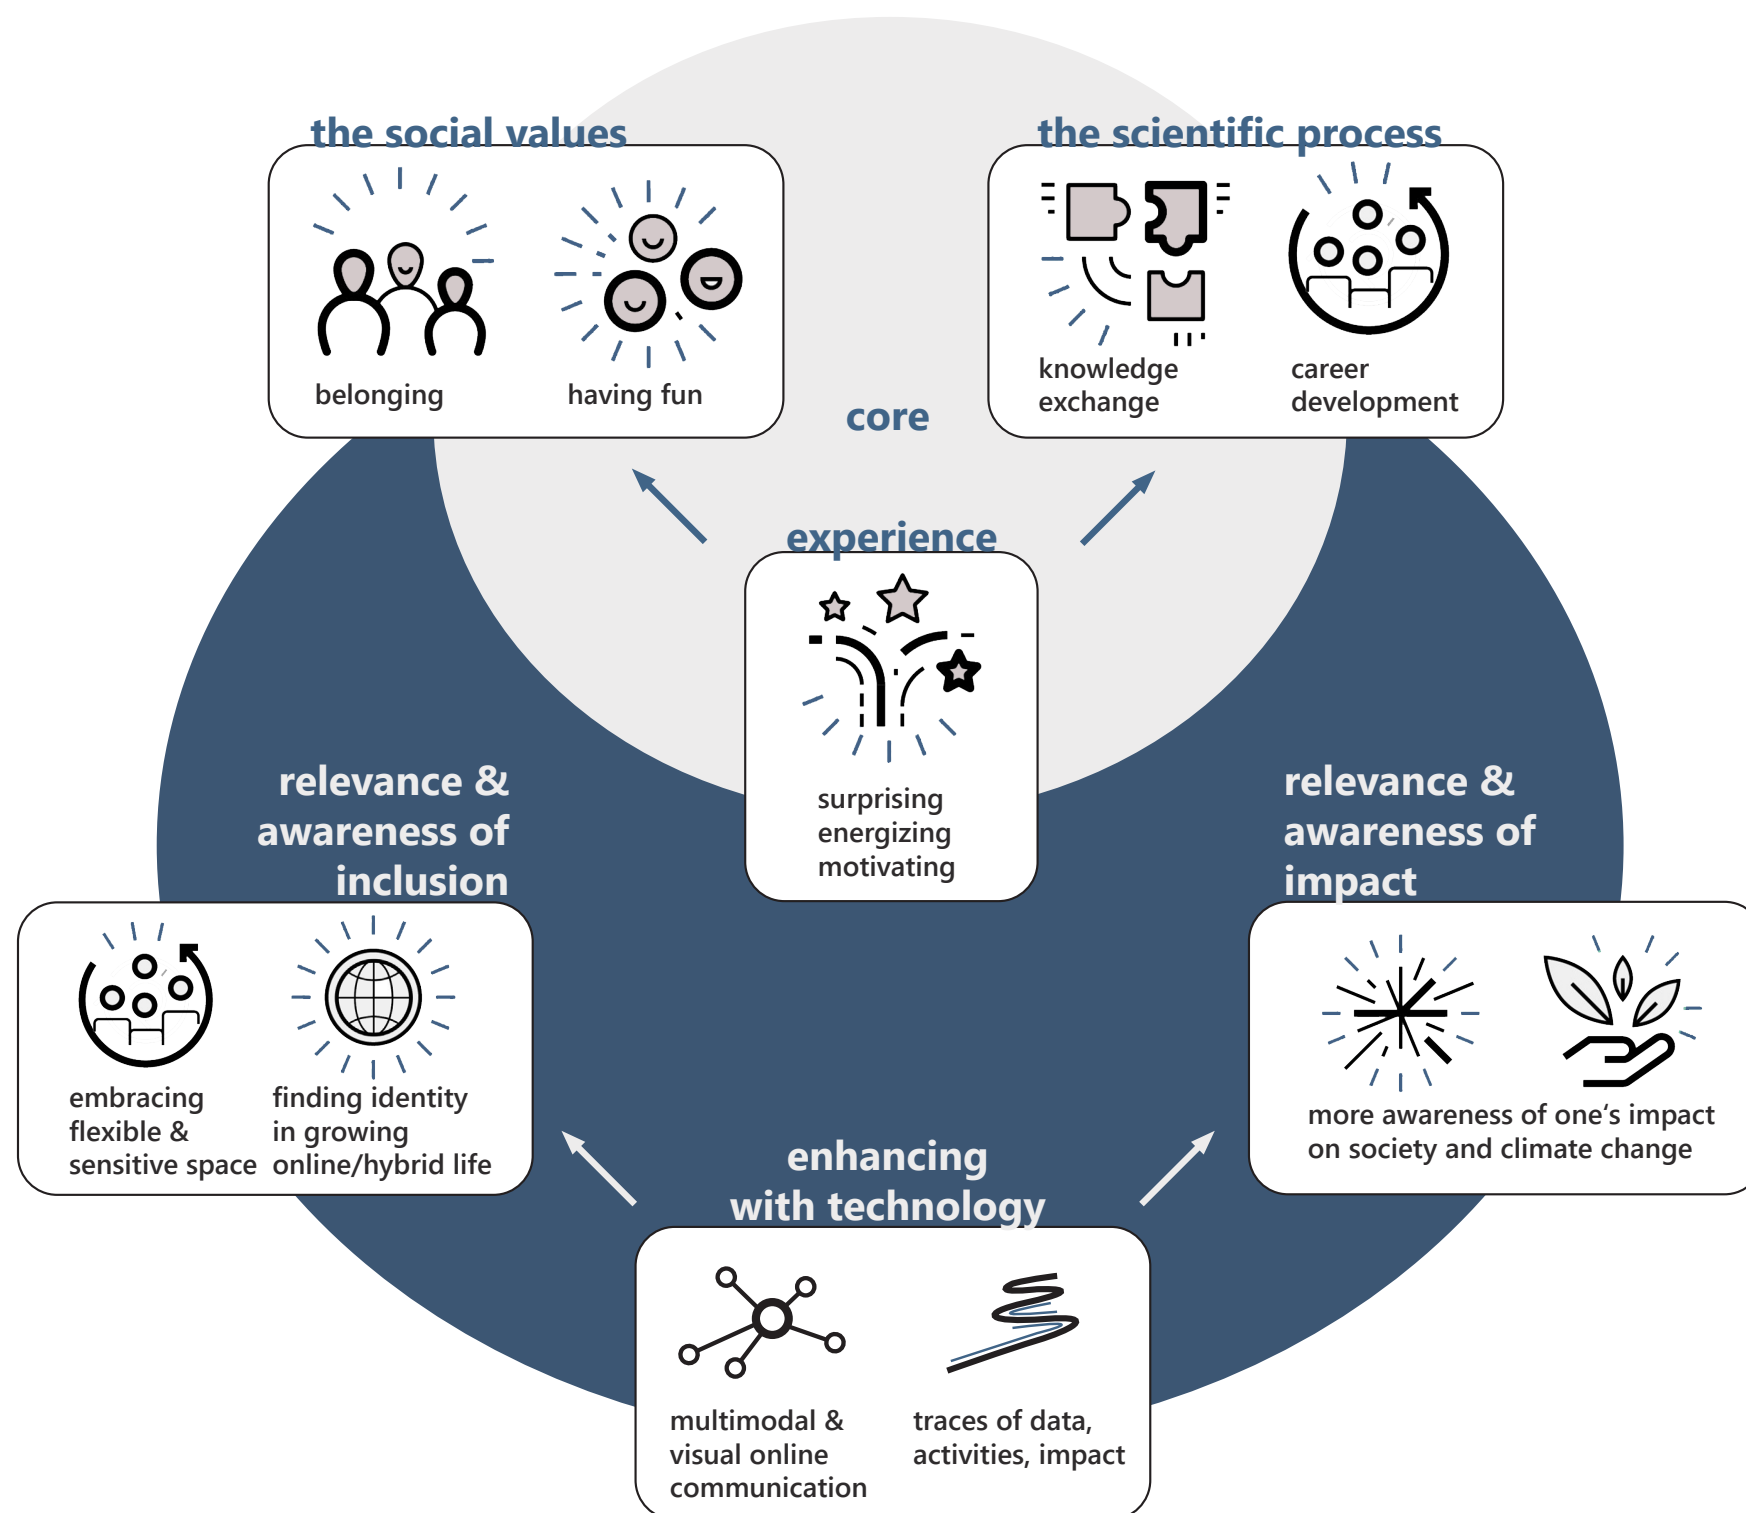 the social values
belonging
having fun
the scientific process
knowledge
exchange
career
development
core
experience
surprising
energizing
motivating
relevance &
awareness of
inclusion
embracing
flexible &
sensitive space
finding identity
in growing
online/hybrid life
relevance &
awareness of
impact
more awareness of one‘s impact
on society and climate change
enhancing
with technology
multimodal &
visual online
communication
traces of data,
activities, impact